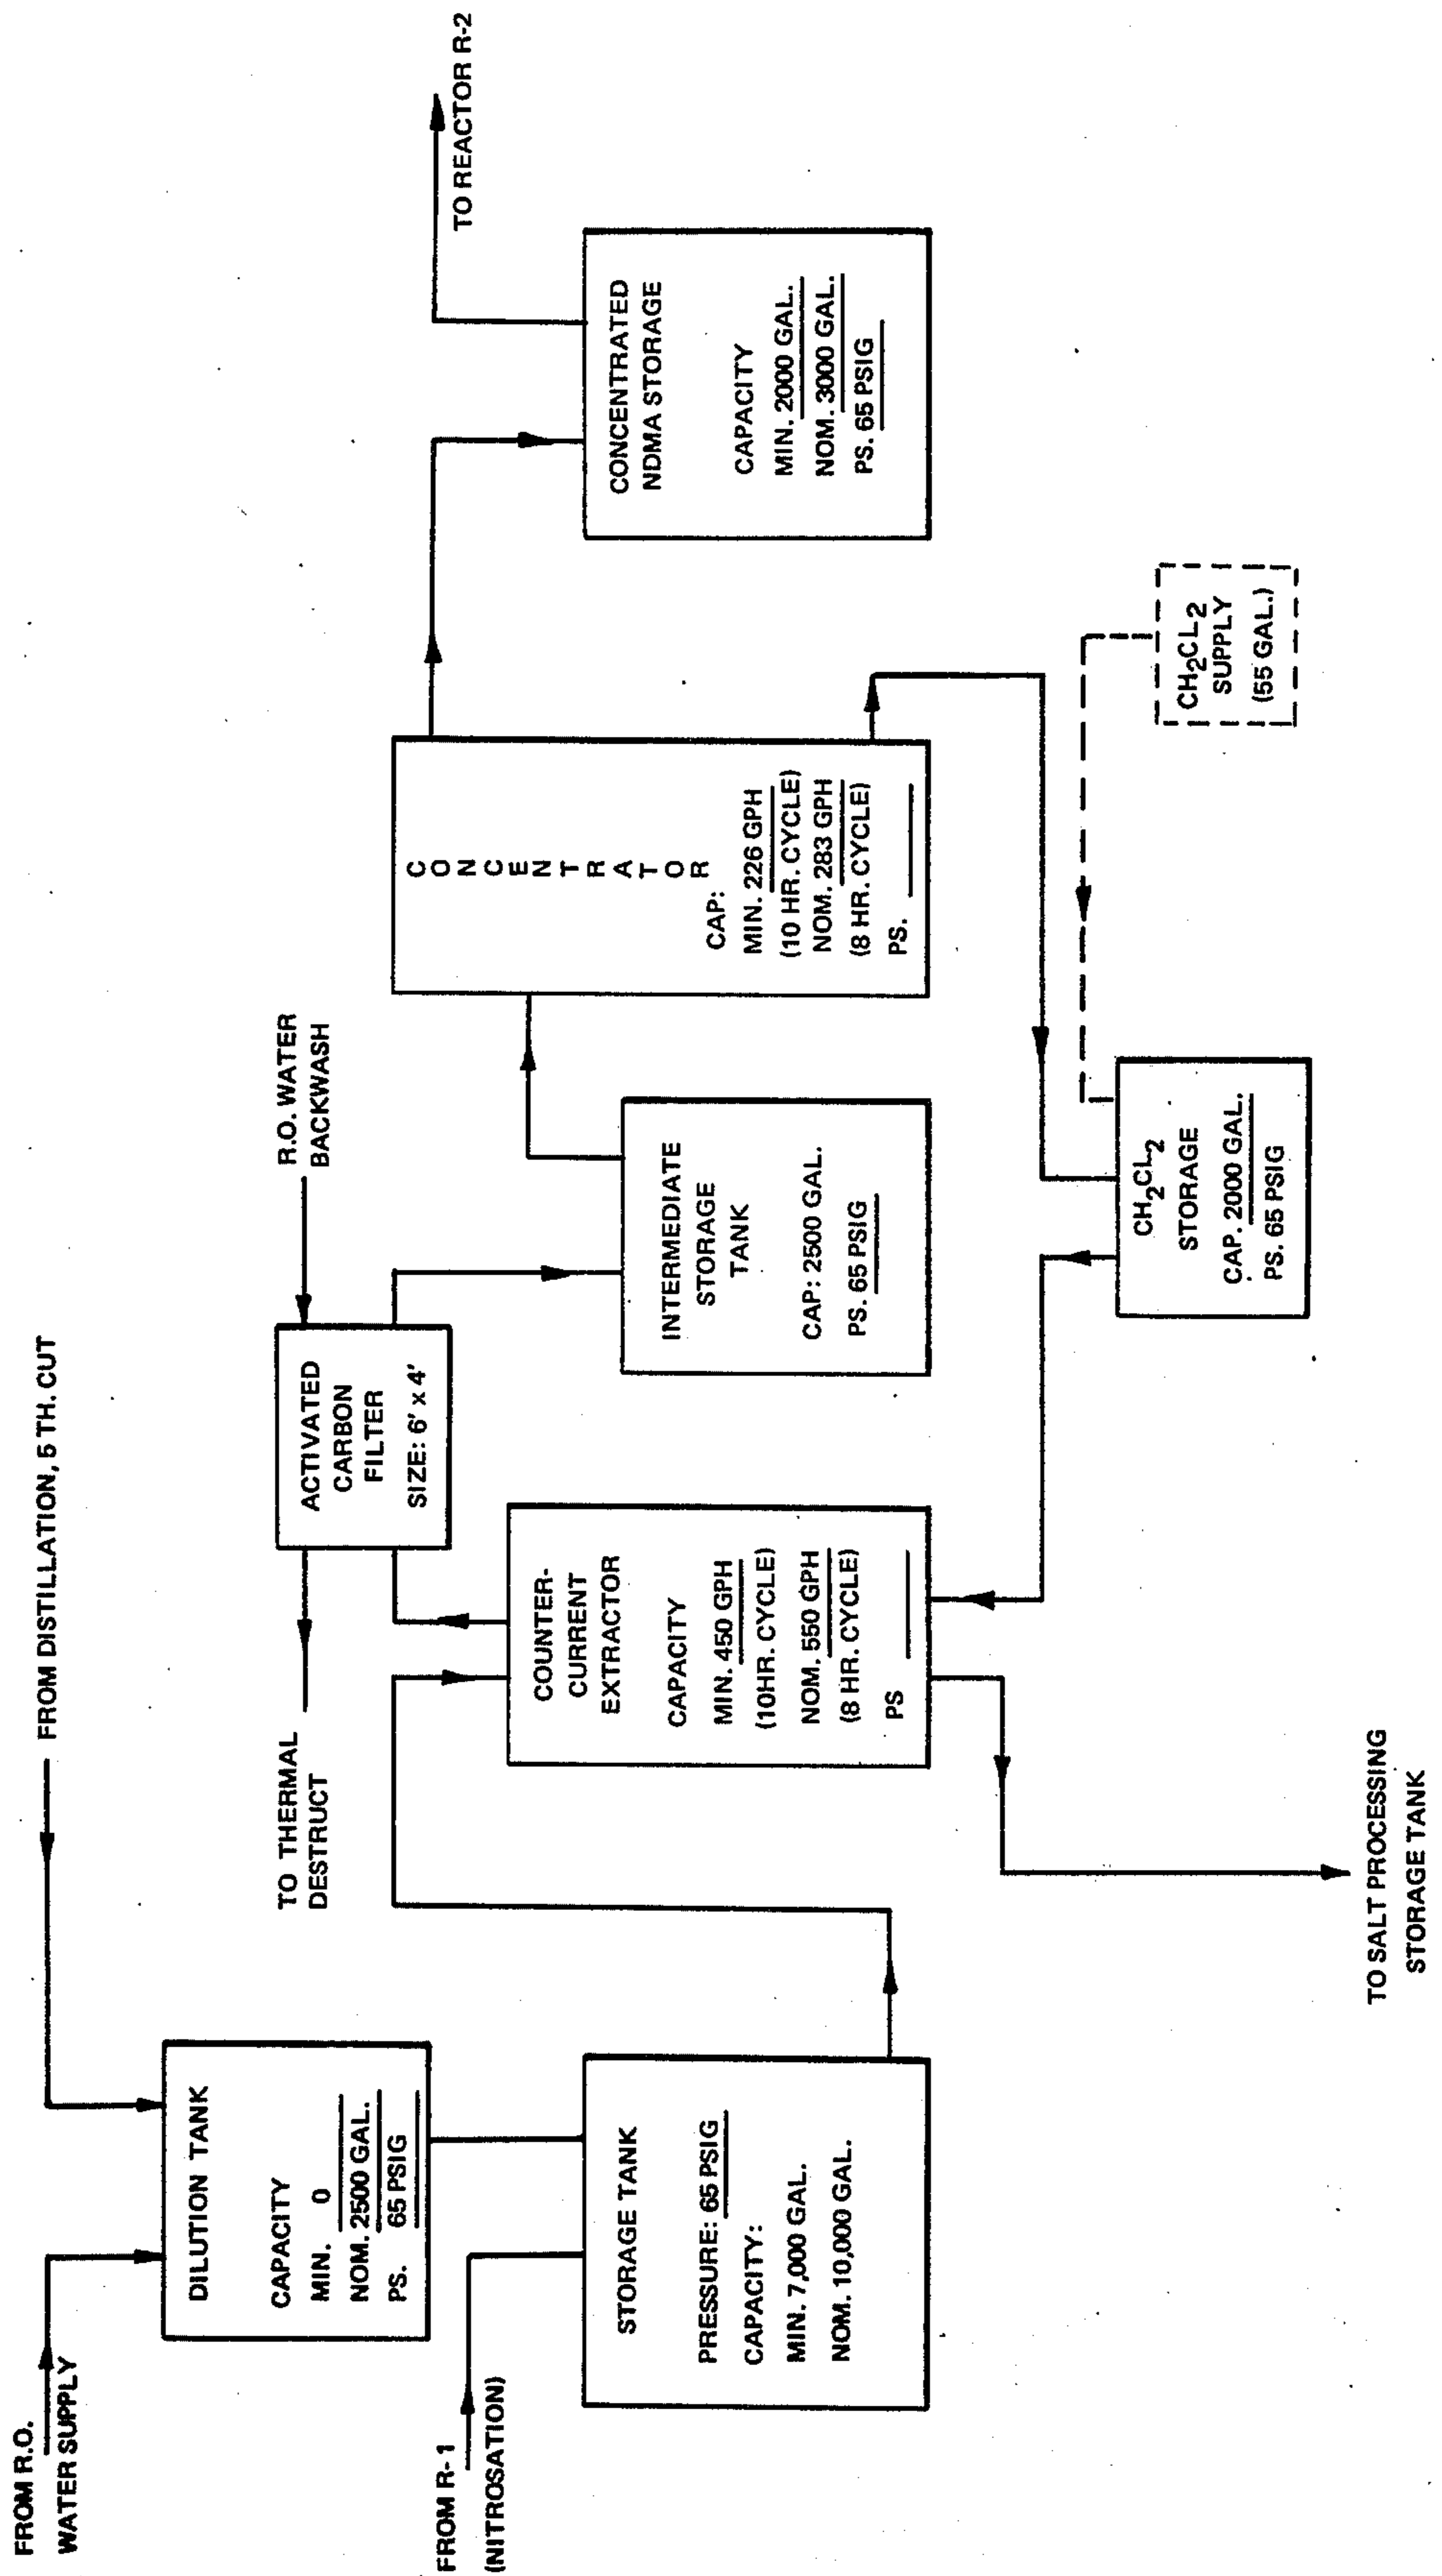 FROM R.O.
WATER SUPPLY
FROM DISTILLATION, 5 TH. CUT
DILUTION TANK
CAPACITY
MIN. 0
NOM. 2500 GAL.
PS. 65 PSIG
FROM R-1
(NITROSATION)
STORAGE TANK
PRESSURE: 65 PSIG
CAPACITY:
MIN. 7,000 GAL.
NOM. 10,000 GAL.
TO THERMAL
DESTRUCT
ACTIVATED
CARBON
FILTER
SIZE: 6' x 4'
R.O. WATER
BACKWASH
COUNTER-
CURRENT
EXTRACTOR
CAPACITY
MIN. 450 GPH
(10HR. CYCLE)
NOM. 550 GPH
(8 HR. CYCLE)
PS
TO SALT PROCESSING
STORAGE TANK
INTERMEDIATE
STORAGE
TANK
CAP: 2500 GAL.
PS. 65 PSIG
C
O
N
C
E
N
T
R
A
T
O
R
CAP:
MIN. 226 GPH
(10 HR. CYCLE)
NOM. 283 GPH
(8 HR. CYCLE)
PS.
CH2CL2
STORAGE
CAP. 2000 GAL.
PS. 65 PSIG
CH2CL2
SUPPLY
(55 GAL.)
CONCENTRATED
NDMA STORAGE
CAPACITY
MIN. 2000 GAL.
NOM. 3000 GAL.
PS. 65 PSIG
TO REACTOR R-2